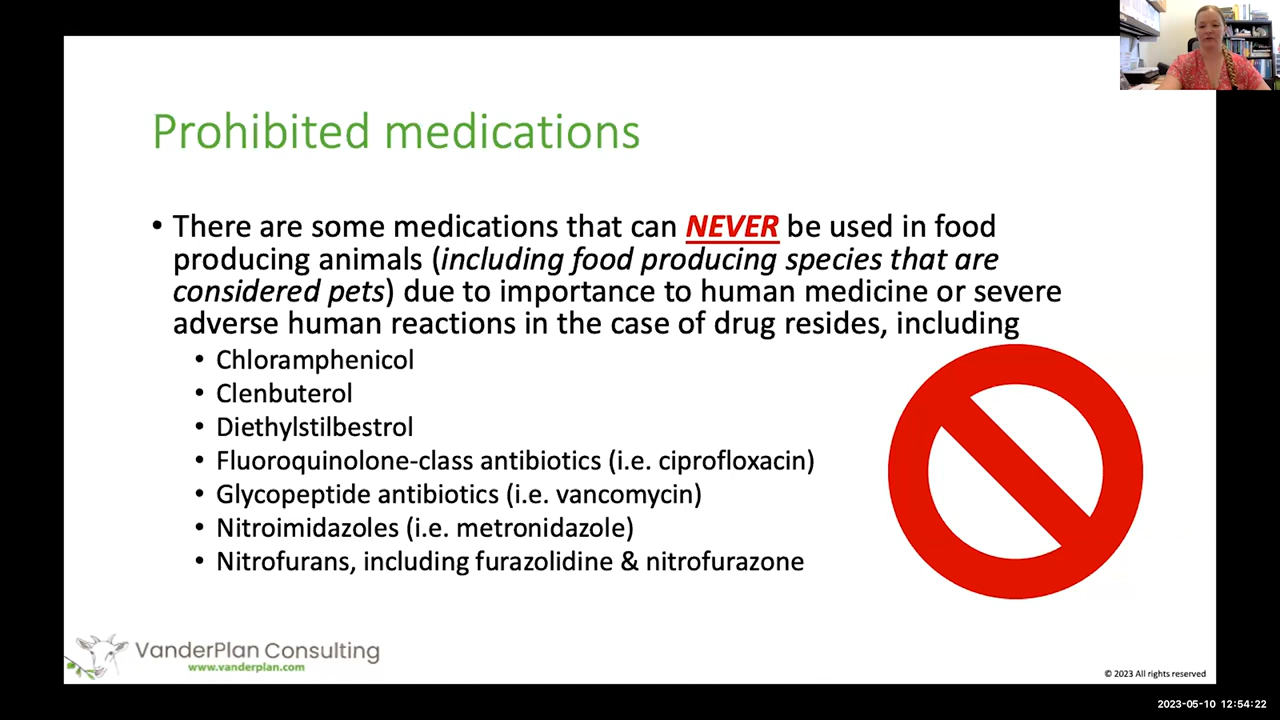 Prohibited medications
• There are some medications that can NEVER be used in food
producing animals (including food producing species that are
considered pets) due to importance to human medicine or severe
adverse human reactions in the case of drug resides, including
• Chloramphenicol
• Clenbuterol
• Diethylstilbestrol
• Fluoroquinolone-class antibiotics (i.e. ciprofloxacin)
• Glycopeptide antibiotics (i.e. vancomycin)
• Nitroimidazoles (i.e. metronidazole)
• Nitrofurans, including furazolidine & nitrofurazone
VanderPlan Consulting
www.vanderplan.com
© 2023 All rights reserved
2023-05-10 12:54:22